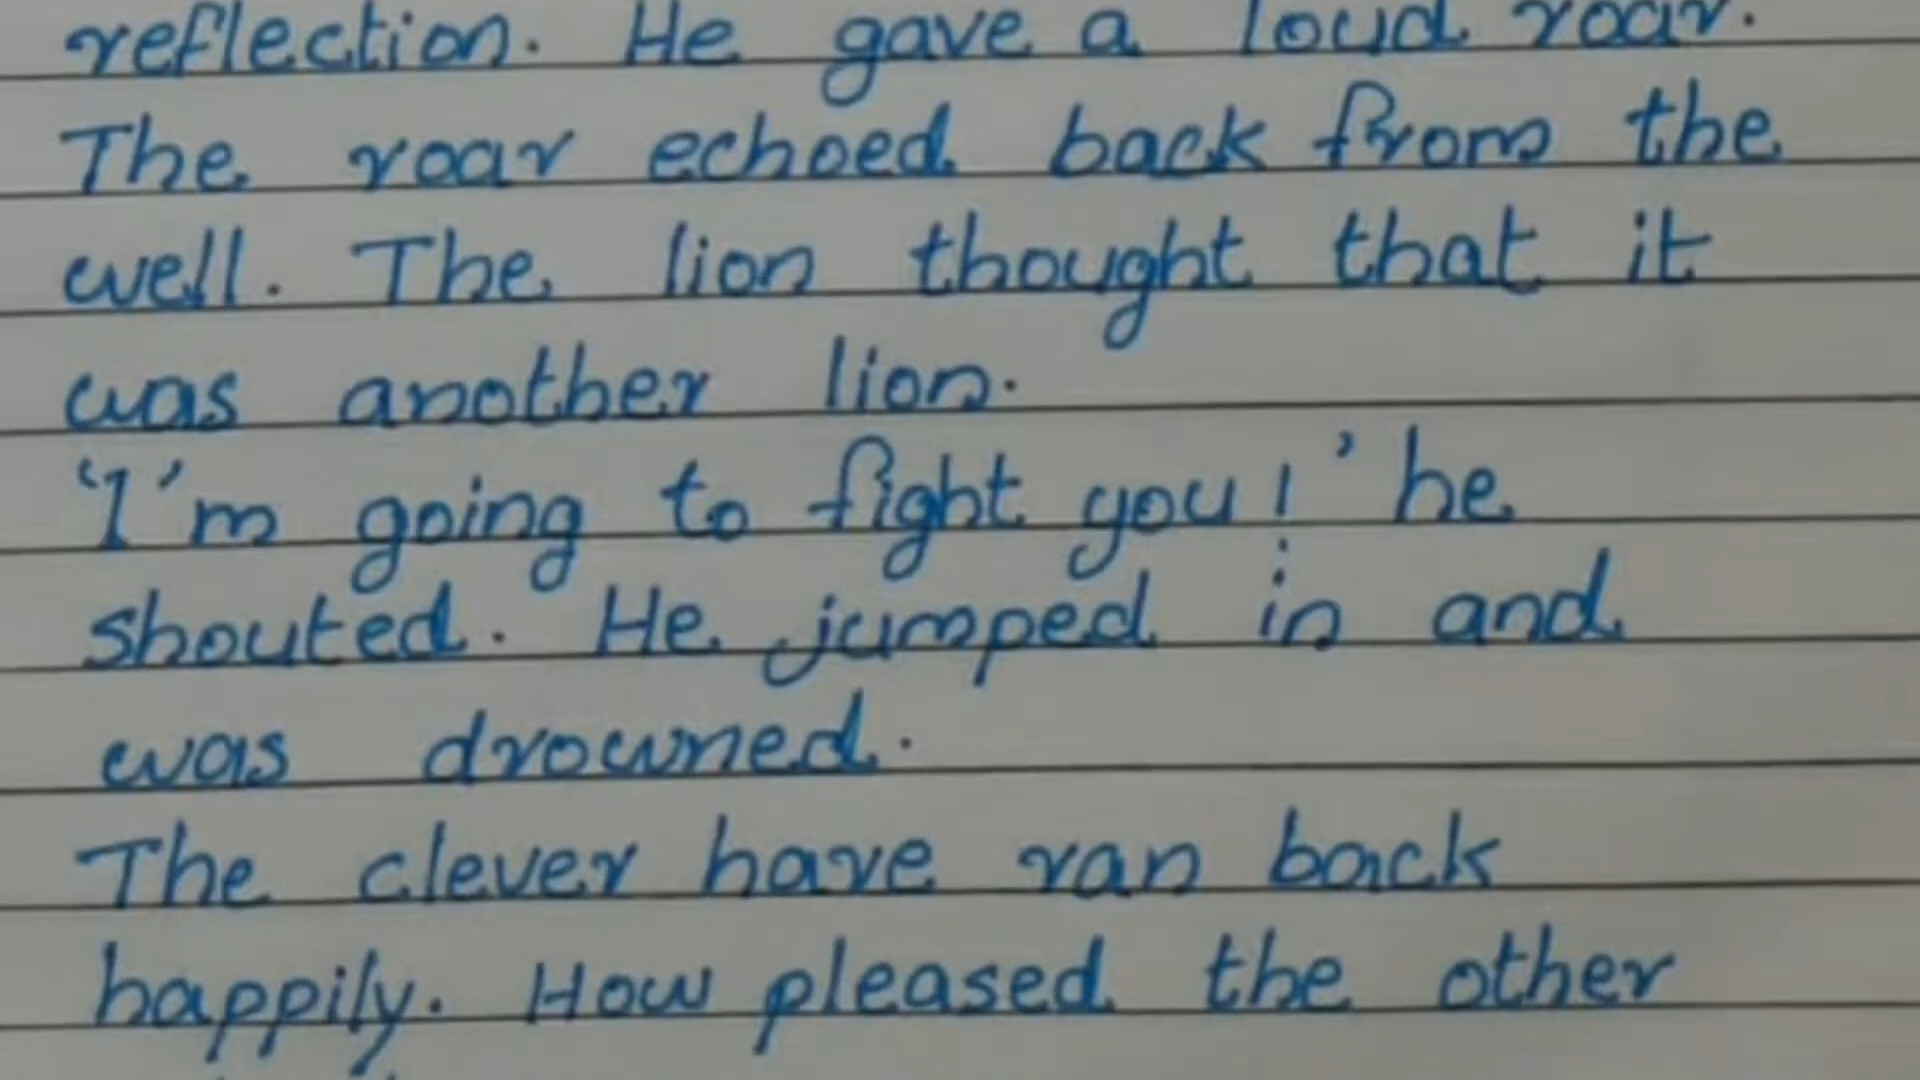 reflection. He gave a loud roar.
The roar echoed back from the
well. The lion thought that it
was another lion.
'I'm going to fight you!' he
shouted. He jumped in and
was drowned.
The clever have ran back
happily. How pleased the other